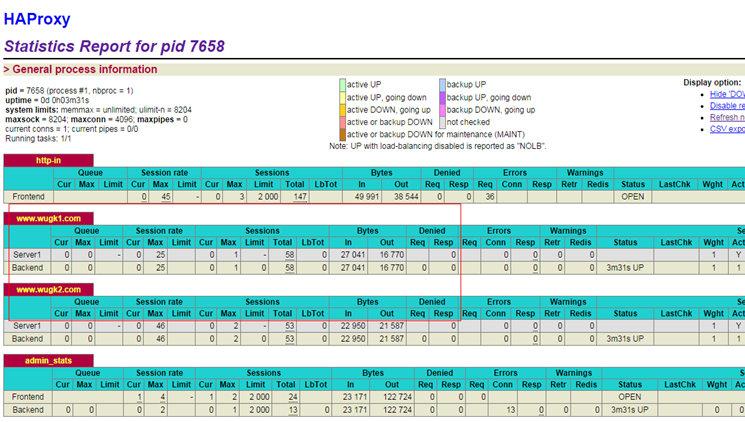 HAProxy
Statistics Report for pid 7658
> General process information
pid = 7658 (process #1, nbproc = 1)
uptime = 0d 0h03m31s
system limits: memmax = unlimited; ulimit-n = 8204
maxsock = 8204; maxconn = 4096; maxpipes = 0
current conns = 1; current pipes = 0/0
Running tasks: 1/1
active UP backup UP
active UP, going down backup UP, going down
active DOWN, going up backup DOWN, going up
active or backup DOWN not checked
active or backup DOWN for maintenance (MAINT)
Note: UP with load-balancing disabled is reported as "NOLB".
Display option:
Hide 'DO
Disable re
Refresh n
CSV expo
http-in
Queue Session rate Sessions Bytes Denied Errors Warnings
Cur Max Limit Cur Max Limit Cur Max Limit Total LbTot In Out Req Resp Req Conn Resp Retr Redis Status LastChk Wght Ac
Frontend 0 45 - 0 3 2 000 147 49 991 38 544 0 0 36 OPEN
www.wugk1.com
Queue Session rate Sessions Bytes Denied Errors Warnings Se
Cur Max Limit Cur Max Limit Cur Max Limit Total LbTot In Out Req Resp Req Conn Resp Retr Redis Status LastChk Wght Act
Server1 0 0 - 0 25 0 1 - 58 0 27 041 16 770 0 0 0 0 0 1 Y
Backend 0 0 0 25 0 1 0 58 0 27 041 16 770 0 0 0 0 0 0 3m31s UP 1 1
www.wugk2.com
Queue Session rate Sessions Bytes Denied Errors Warnings Se
Cur Max Limit Cur Max Limit Cur Max Limit Total LbTot In Out Req Resp Req Conn Resp Retr Redis Status LastChk Wght Act
Server1 0 0 - 0 46 0 2 - 53 0 22 950 21 587 0 0 0 0 0 1 Y
Backend 0 0 0 46 0 2 0 53 0 22 950 21 587 0 0 0 0 0 0 3m31s UP 1 1
admin_stats
Queue Session rate Sessions Bytes Denied Errors Warnings Se
Cur Max Limit Cur Max Limit Cur Max Limit Total LbTot In Out Req Resp Req Conn Resp Retr Redis Status LastChk Wght Ac
Frontend 1 4 - 1 2 2 000 24 23 171 122 724 0 0 0 OPEN
Backend 0 0 0 2 0 1 2 000 13 0 23 171 122 724 0 0 13 0 0 0 3m31s UP 0 0